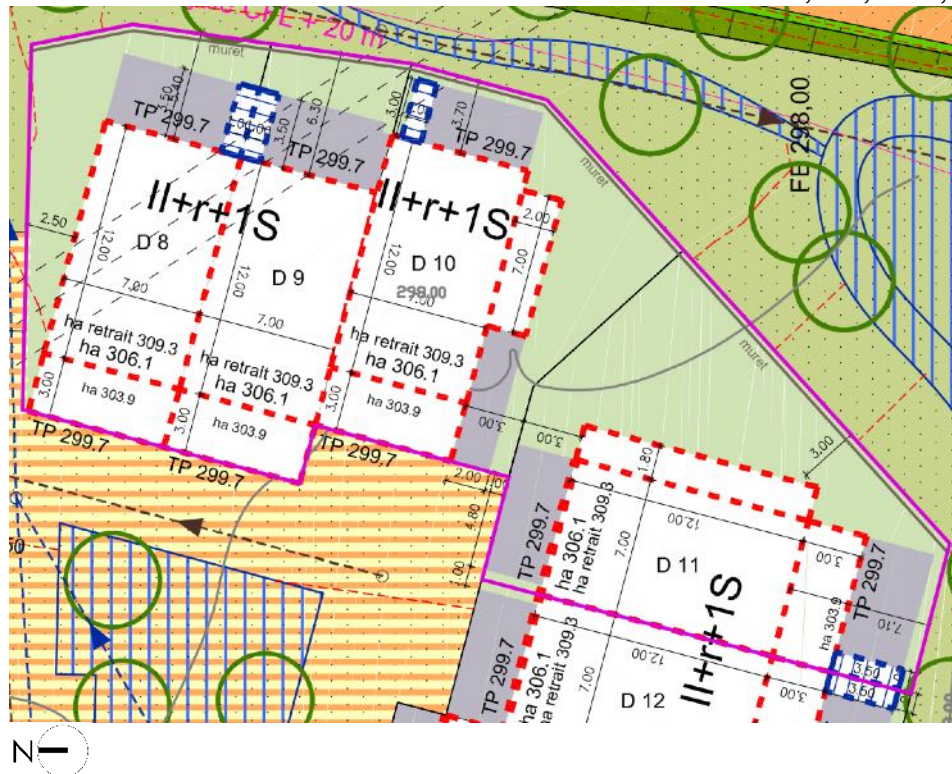 CPE + 20 m
muret
3.50
5.40
TP 299.7
3.50
6.30
TP 299.7
3.00
3.70
TP 299.7
FE 298.00
muret
II+r+1S
II+r+1S
2.00
2.50
D 8
12.00
D 9
12.00
D 10
12.00
7.00
298.00
7.00
7.00
7.00
ha retrait 309.3
ha 306.1
ha retrait 309.3
ha 306.1
ha retrait 309.3
ha 306.1
muret
3.00
ha 303.9
3.00
ha 303.9
3.00
ha 303.9
3.00
3.00
3.00
TP 299.7
TP 299.7
TP 299.7
2.00
1.80
4.80
TP 299.7
ha 306.1
ha retrait 309.3
12.00
7.00
D 11
3.00
TP 299.7
II+r+1S
ha 303.9
7.10
TP 299.7
ha 306.1
ha retrait 309.3
12.00
7.00
D 12
3.00
3.50
3.50
N